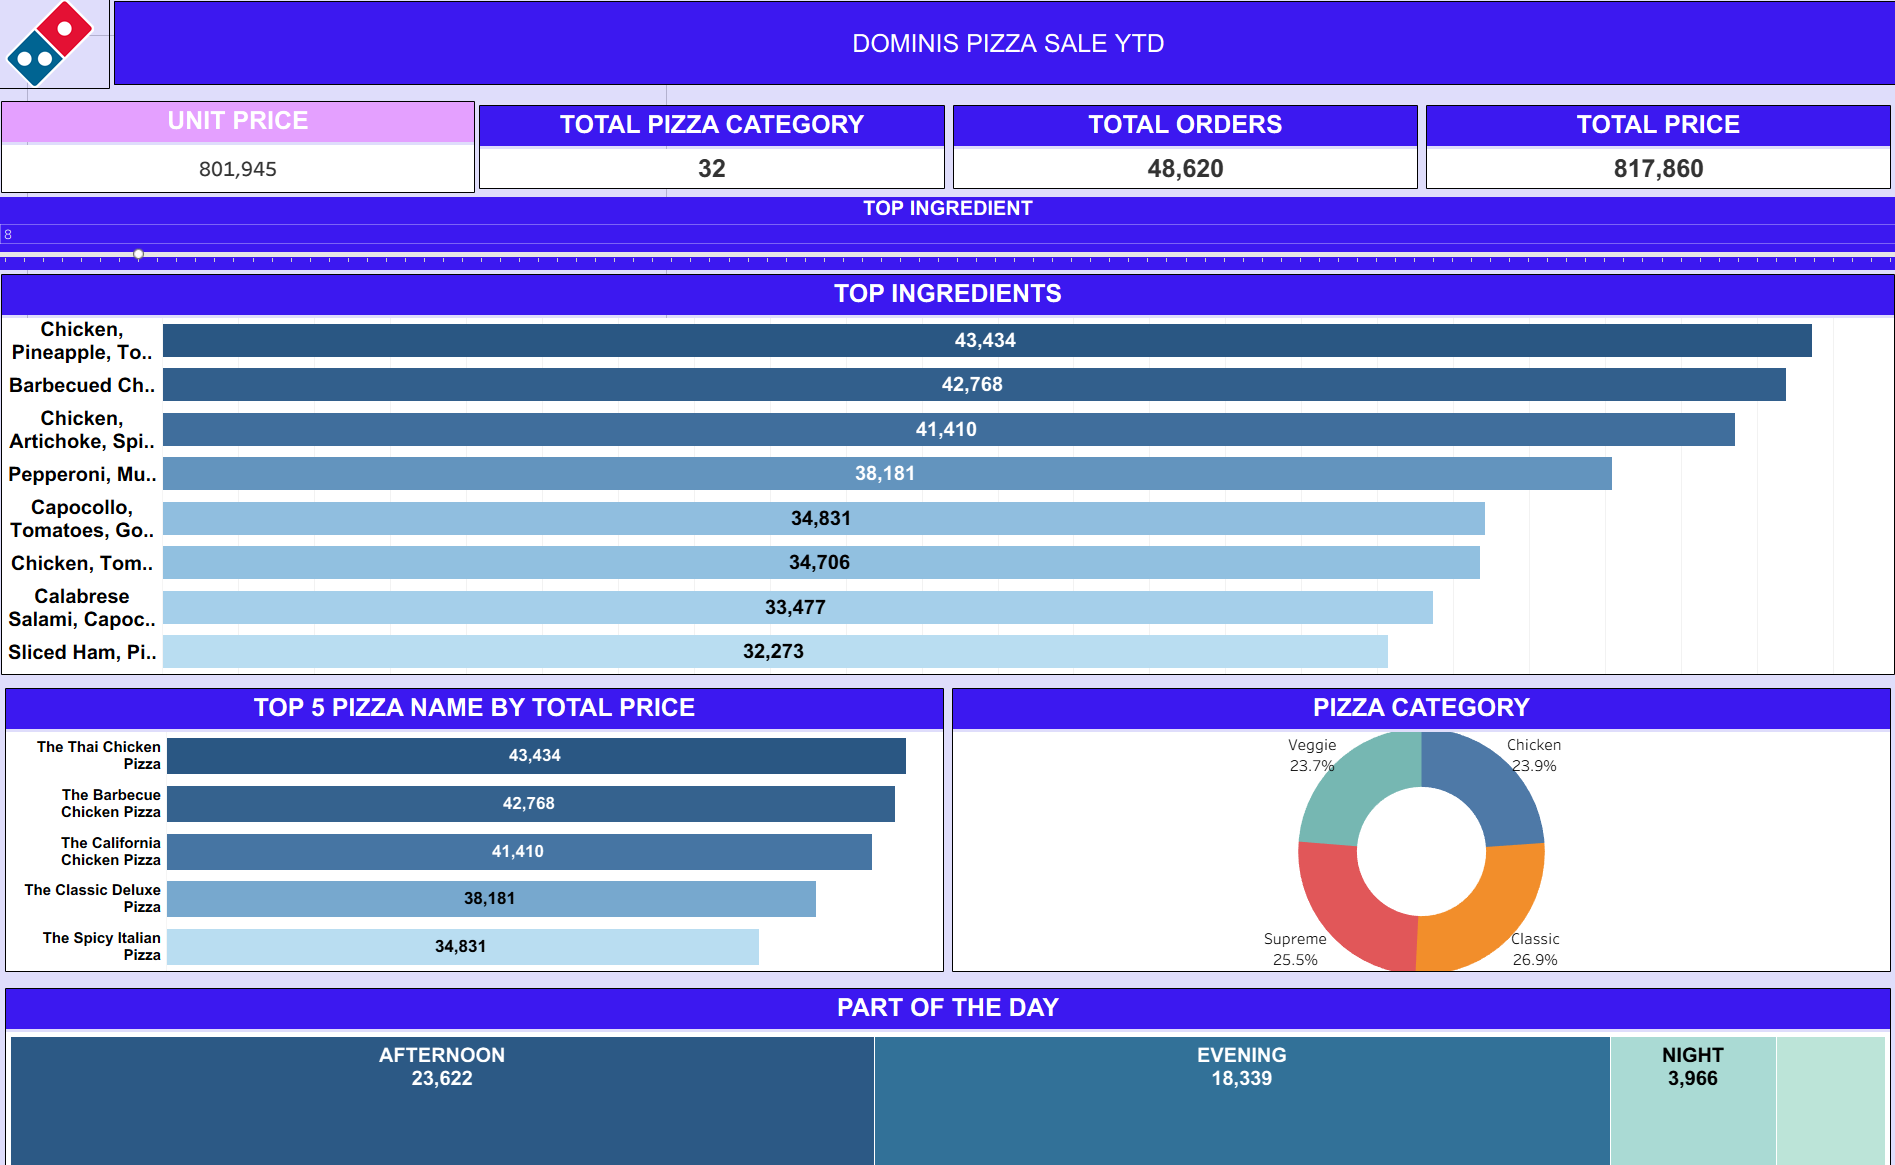 DOMINIS PIZZA SALE YTD
UNIT PRICE
801,945
TOTAL PIZZA CATEGORY
32
TOTAL ORDERS
48,620
TOTAL PRICE
817,860
TOP INGREDIENT
8
TOP INGREDIENTS
Chicken,
Pineapple, To..
43,434
Barbecued Ch..
42,768
Chicken,
Artichoke, Spi..
41,410
Pepperoni, Mu..
38,181
Capocollo,
Tomatoes, Go..
34,831
Chicken, Tom..
34,706
Calabrese
Salami, Capoc..
33,477
Sliced Ham, Pi..
32,273
TOP 5 PIZZA NAME BY TOTAL PRICE
The Thai Chicken
Pizza
43,434
The Barbecue
Chicken Pizza
42,768
The California
Chicken Pizza
41,410
The Classic Deluxe
Pizza
38,181
The Spicy Italian
Pizza
34,831
PIZZA CATEGORY
Veggie
23.7%
Chicken
23.9%
Supreme
25.5%
Classic
26.9%
PART OF THE DAY
AFTERNOON
23,622
EVENING
18,339
NIGHT
3,966